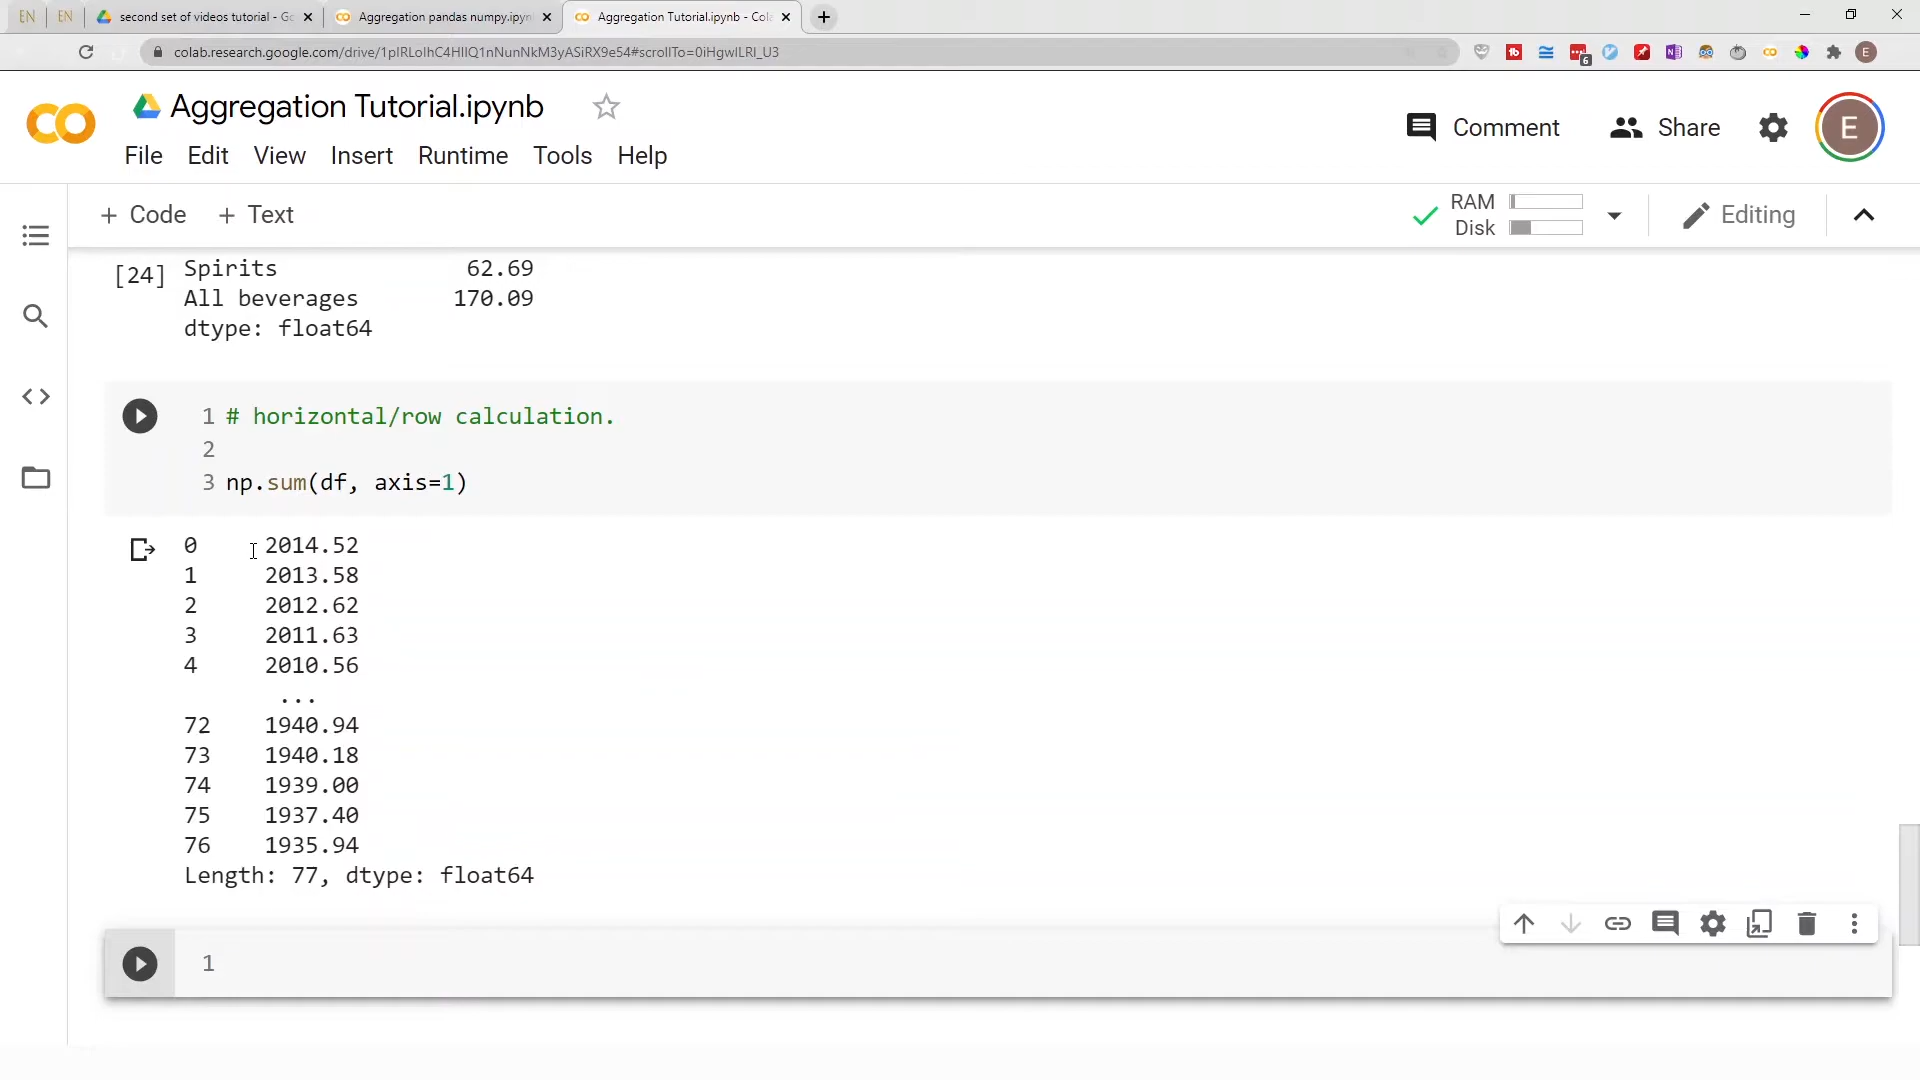 EN
EN
second set of videos tutorial - Go
Aggregation pandas numpy.ipyn
Aggregation Tutorial.ipynb - Cola
colab.research.google.com/drive/1pIRLoIhC4HIlQ1nNunNkM3yASiRX9e54#scrollTo=0iHgwILRI_U3
6
E
Aggregation Tutorial.ipynb
Comment
Share
E
File Edit View Insert Runtime Tools Help
+ Code + Text
RAM
Disk
Editing
[24]
Spirits 62.69
All beverages 170.09
dtype: float64
1 # horizontal/row calculation.
2
3 np.sum(df, axis=1)
0 2014.52
1 2013.58
2 2012.62
3 2011.63
4 2010.56
...
72 1940.94
73 1940.18
74 1939.00
75 1937.40
76 1935.94
Length: 77, dtype: float64
1